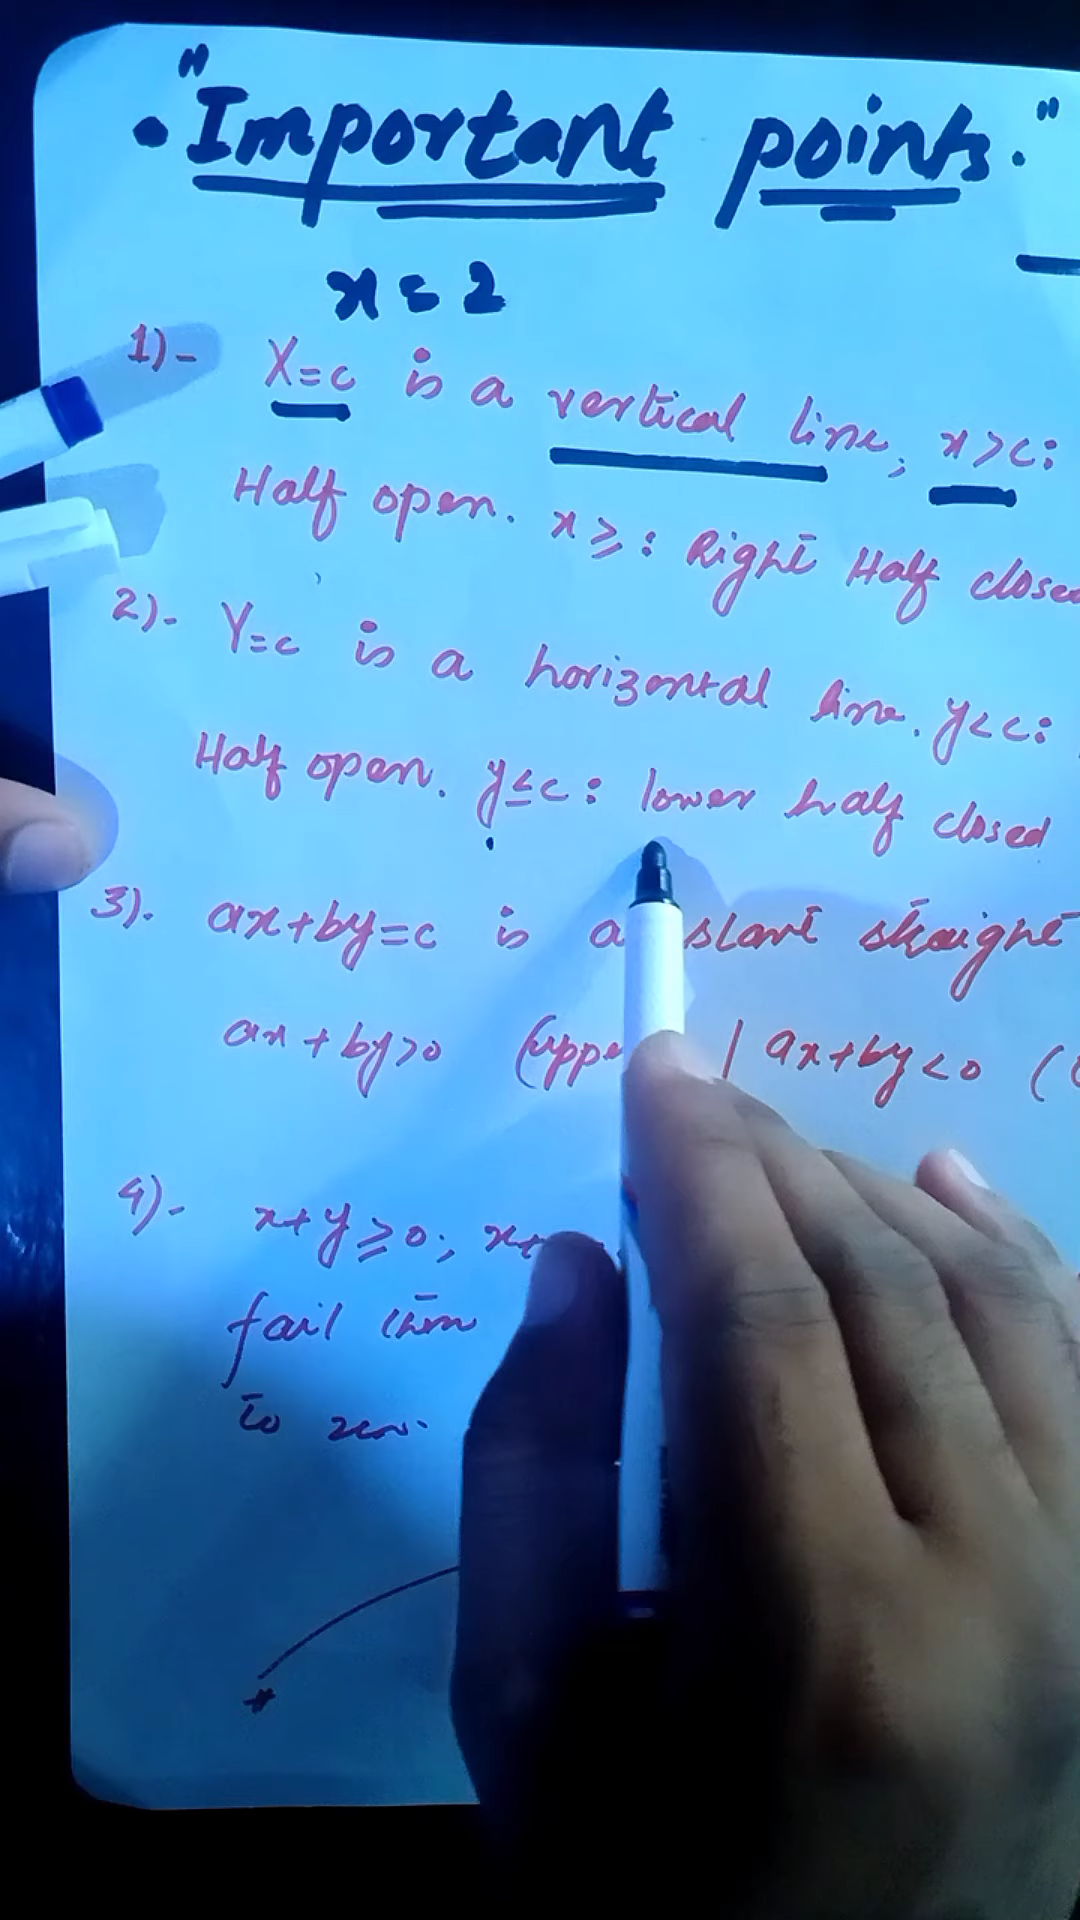 . "Important points."
x = 2
1)- X=c is a vertical line, x>c:
Half open. x≥: Right Half closed
2).- Y=c is a horizontal line. y<c:
Half open. y≤c: lower half closed
3). ax+by=c is a slant straight
ax+by>0 (uppe | ax+by<0 (
4).- x+y≥0; x+
fail
to zero.
*